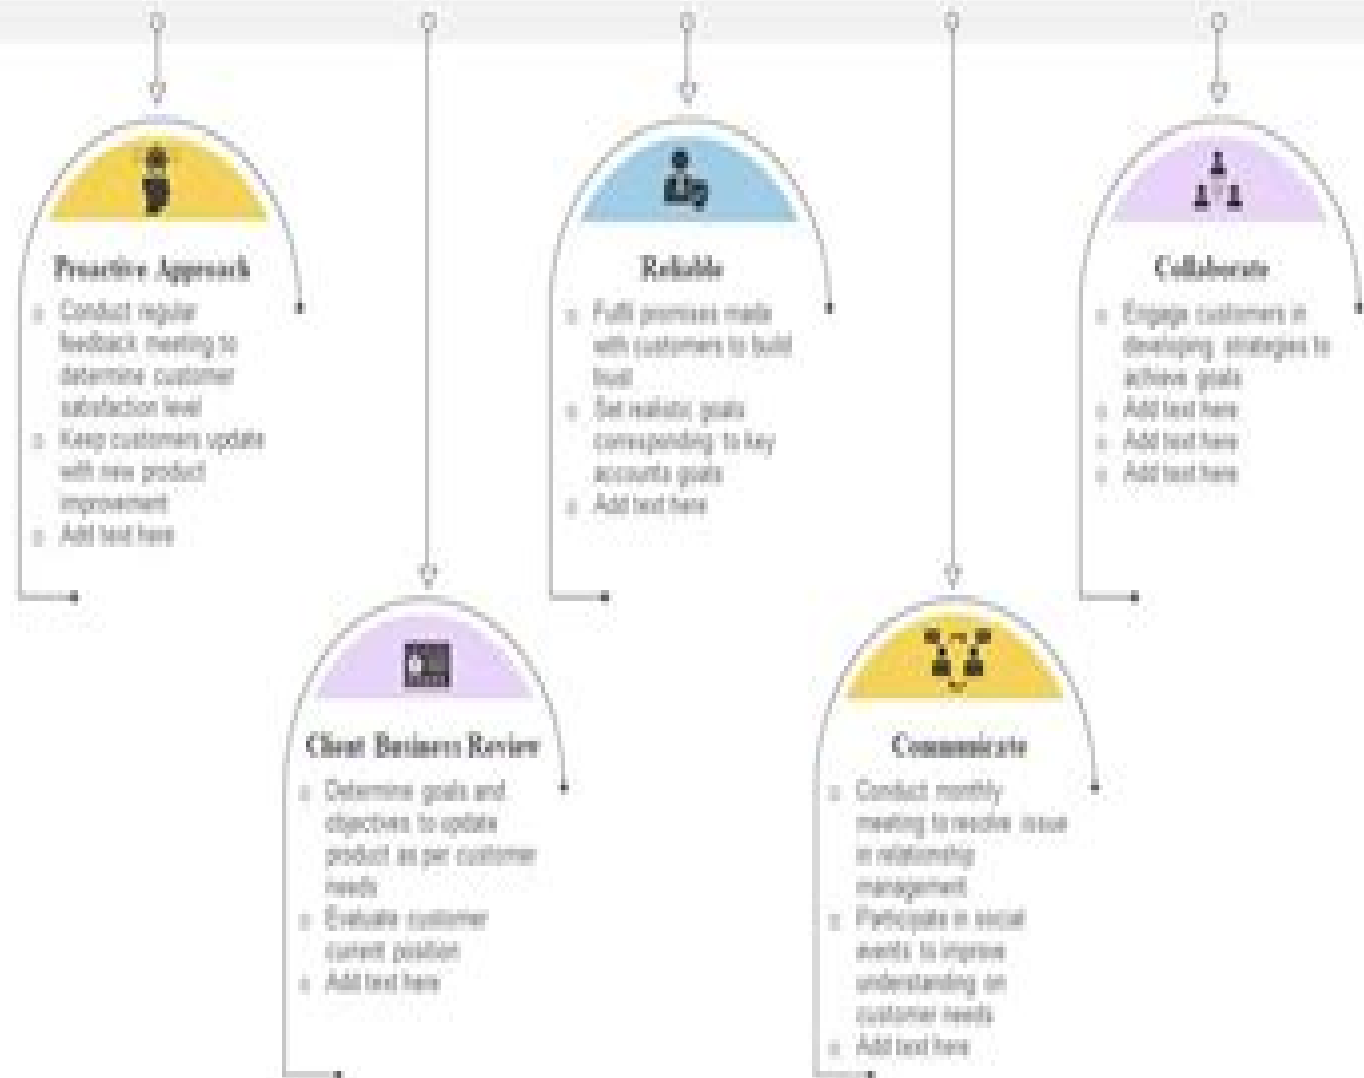 Proactive Approach
Conduct regular
feedback meeting to
determine customer
satisfaction level
Keep customers update
with new product
improvement
Add text here
Client Business Review
Determine goals and
objectives to update
product as per customer
needs
Evaluate customer
current position
Add text here
Reliable
Fulfil promises made
with customers to build
trust
Set realistic goals
corresponding to key
accounts goals
Add text here
Communicate
Conduct monthly
meeting to resolve issue
in relationship
management
Participate in social
events to improve
understanding on
customer needs
Add text here
Collaborate
Engage customers in
developing strategies to
achieve goals
Add text here
Add text here
Add text here